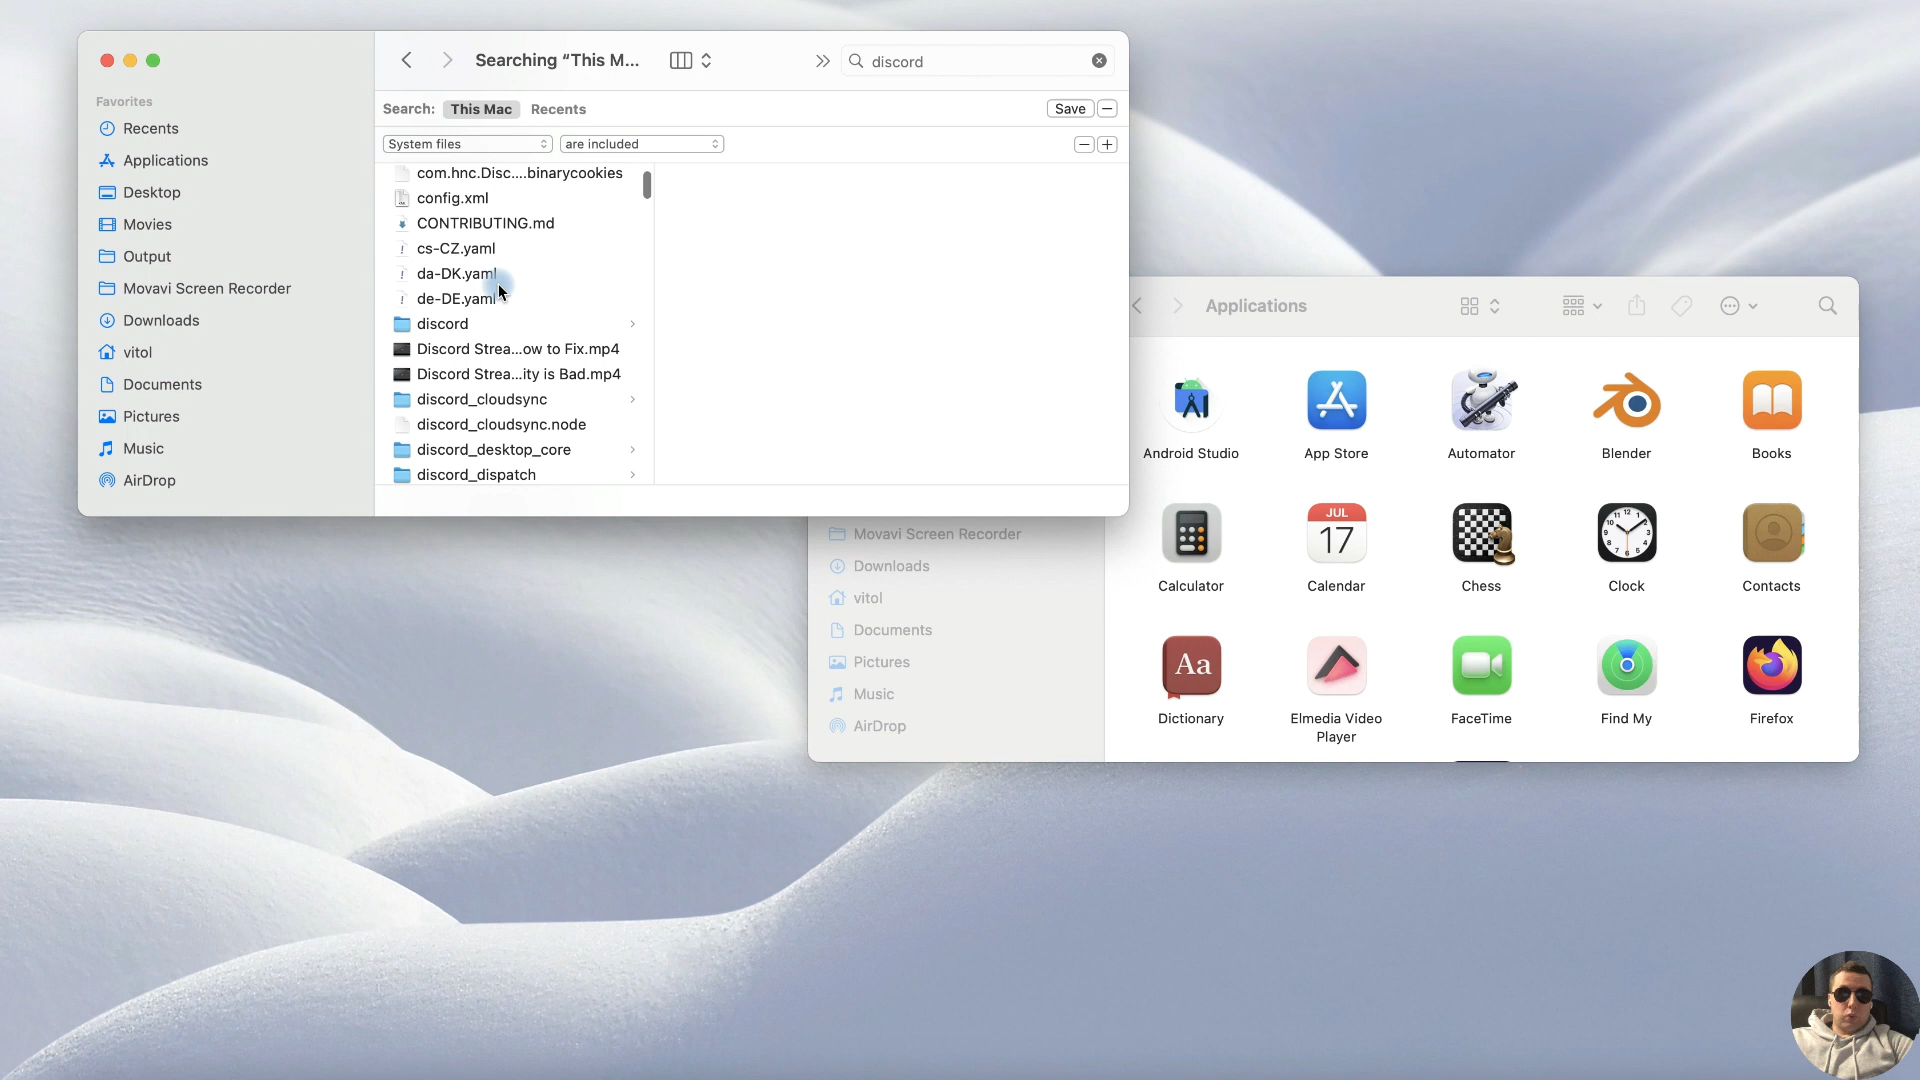 Searching “This M...
discord
Search:
This Mac
Recents
Save
System files
are included
Favorites
Recents
Applications
Desktop
Movies
Output
Movavi Screen Recorder
Downloads
vitol
Documents
Pictures
Music
AirDrop
com.hnc.Disc....binarycookies
config.xml
CONTRIBUTING.md
cs-CZ.yaml
da-DK.yaml
de-DE.yaml
discord
Discord Strea...ow to Fix.mp4
Discord Strea...ity is Bad.mp4
discord_cloudsync
discord_cloudsync.node
discord_desktop_core
discord_dispatch
Applications
Movavi Screen Recorder
Downloads
vitol
Documents
Pictures
Music
AirDrop
Android Studio
App Store
Automator
Blender
Books
JUL
17
Calculator
Calendar
Chess
Clock
Contacts
Aa
Dictionary
Elmedia Video
Player
FaceTime
Find My
Firefox